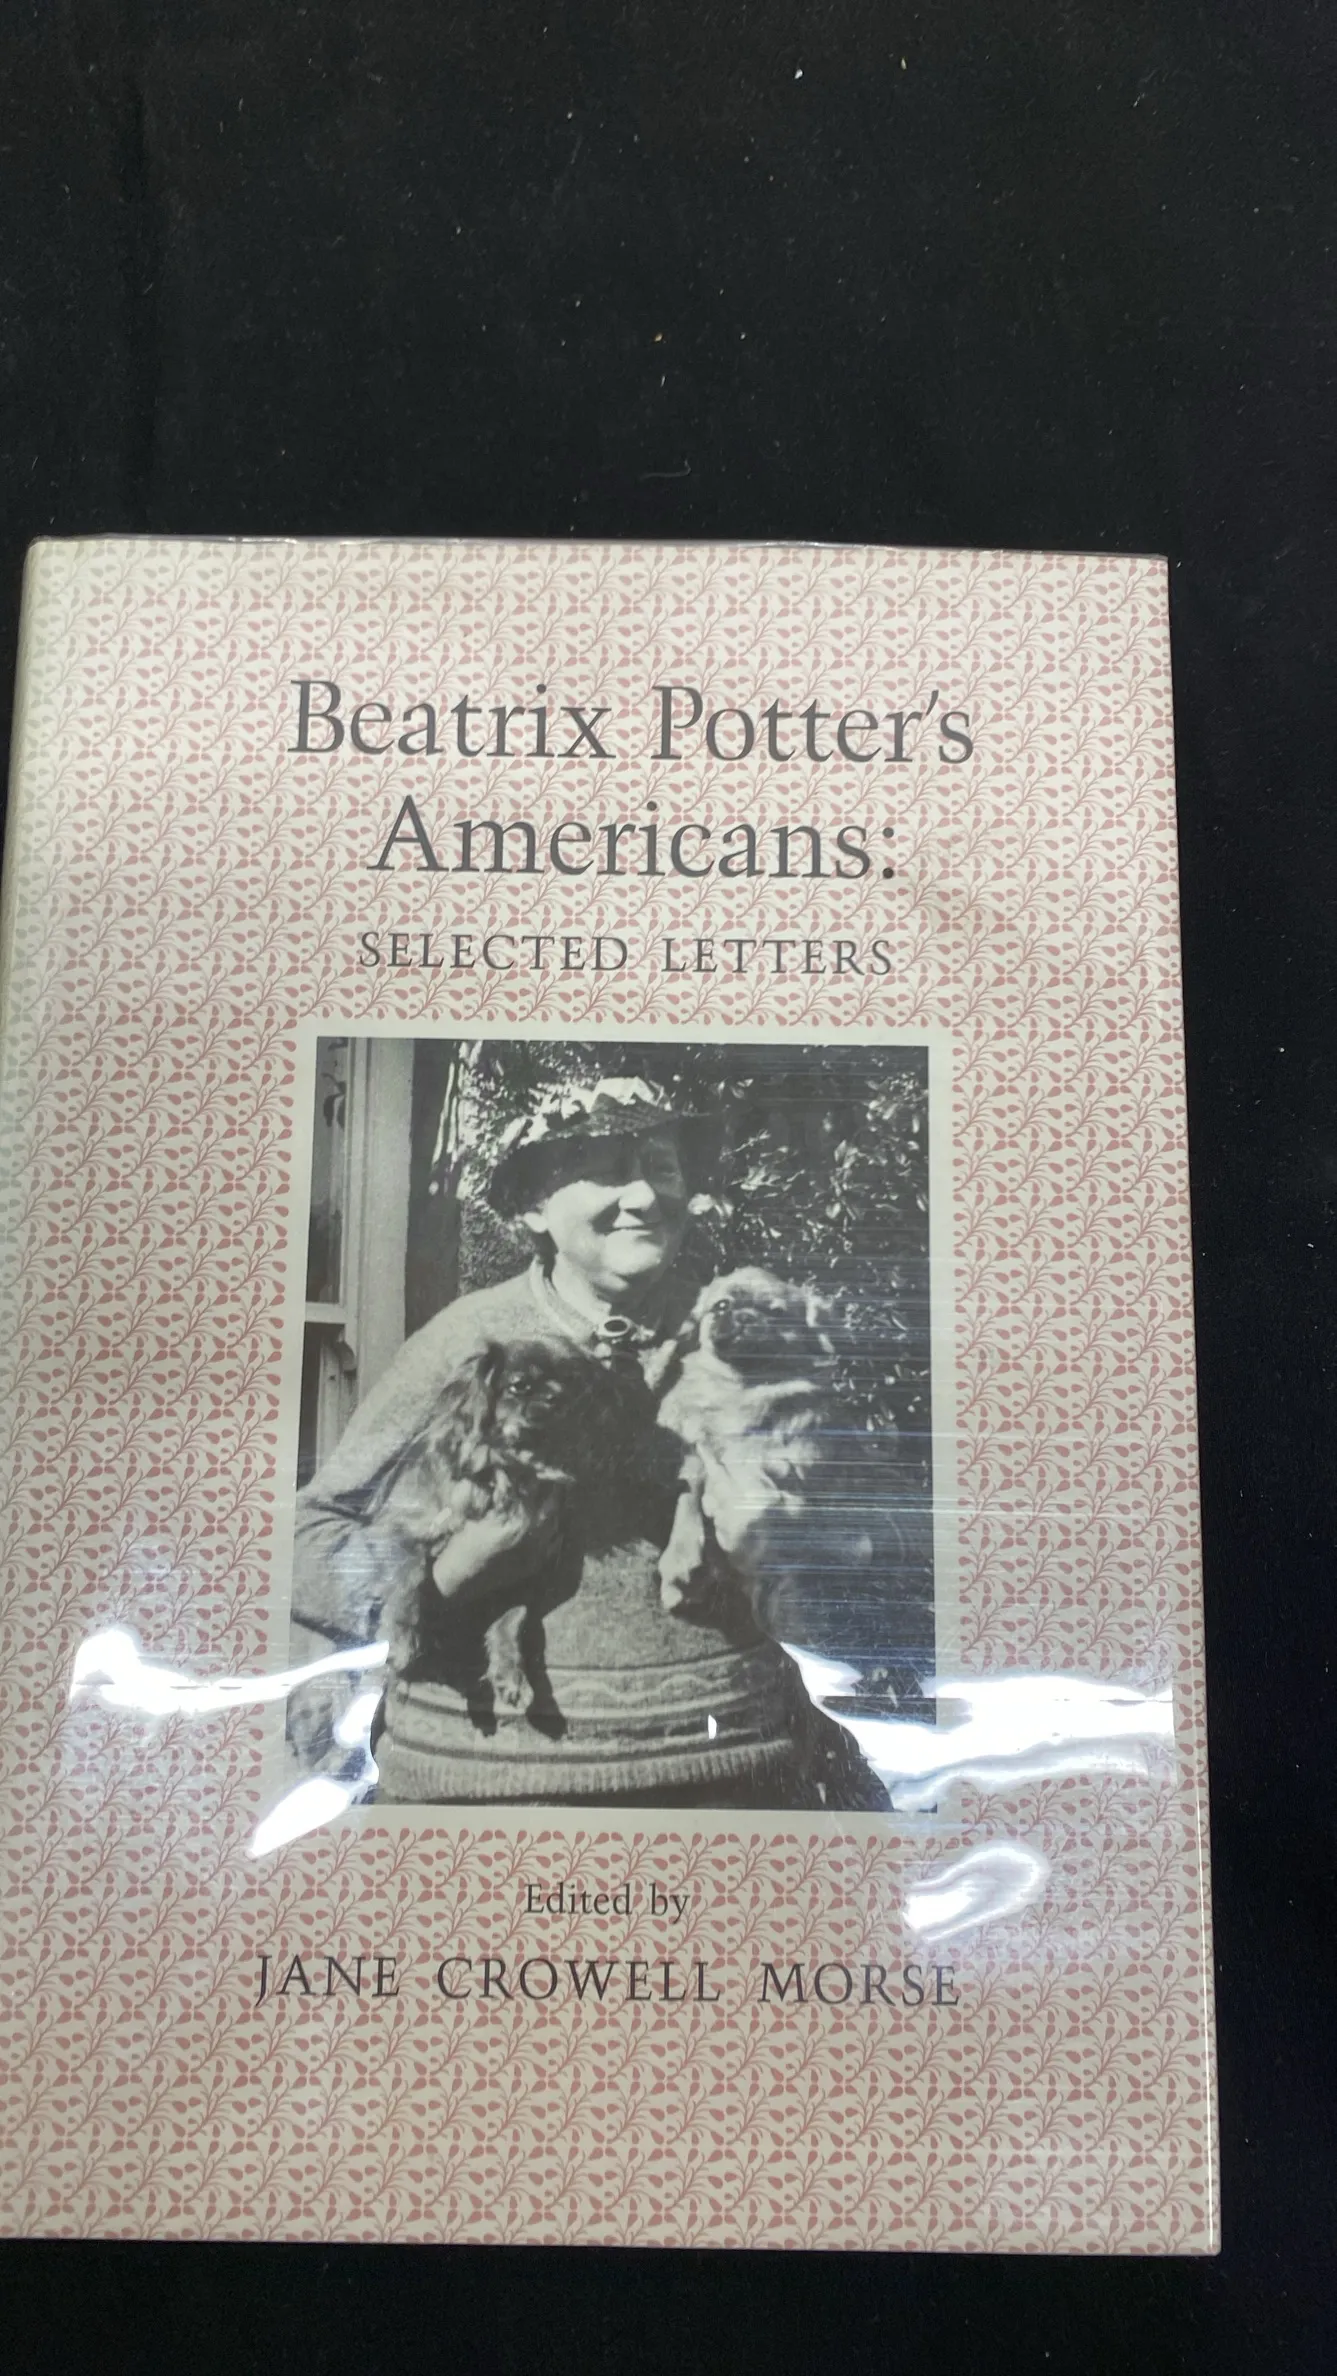 Beatrix Potter's
Americans:
SELECTED LETTERS
Edited by
JANE CROWELL MORSE